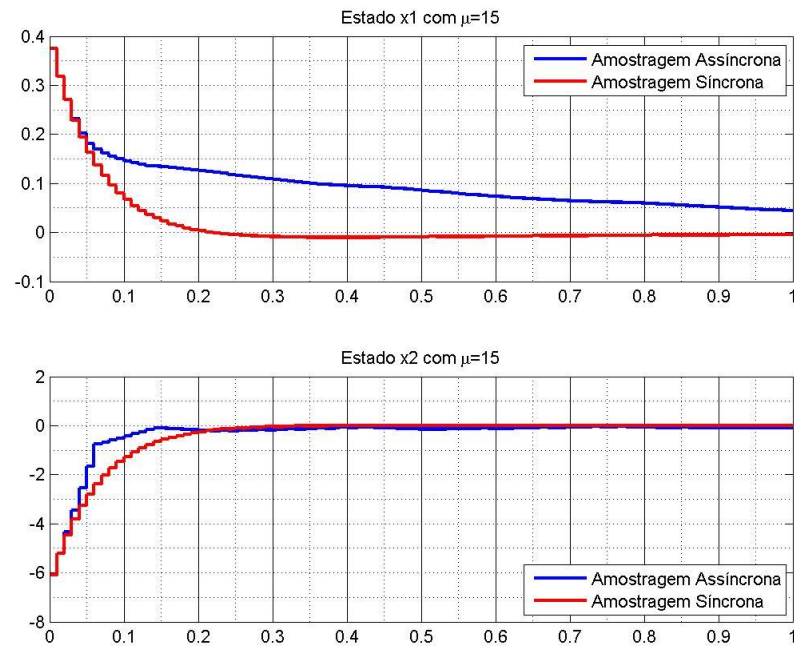 Estado x1 com μ=15
0.4
0.3
0.2
0.1
0
-0.1
Amostragem Assíncrona
Amostragem Síncrona
0 0.1 0.2 0.3 0.4 0.5 0.6 0.7 0.8 0.9 1
Estado x2 com μ=15
2
0
-2
-4
-6
-8
Amostragem Assíncrona
Amostragem Síncrona
0 0.1 0.2 0.3 0.4 0.5 0.6 0.7 0.8 0.9 1